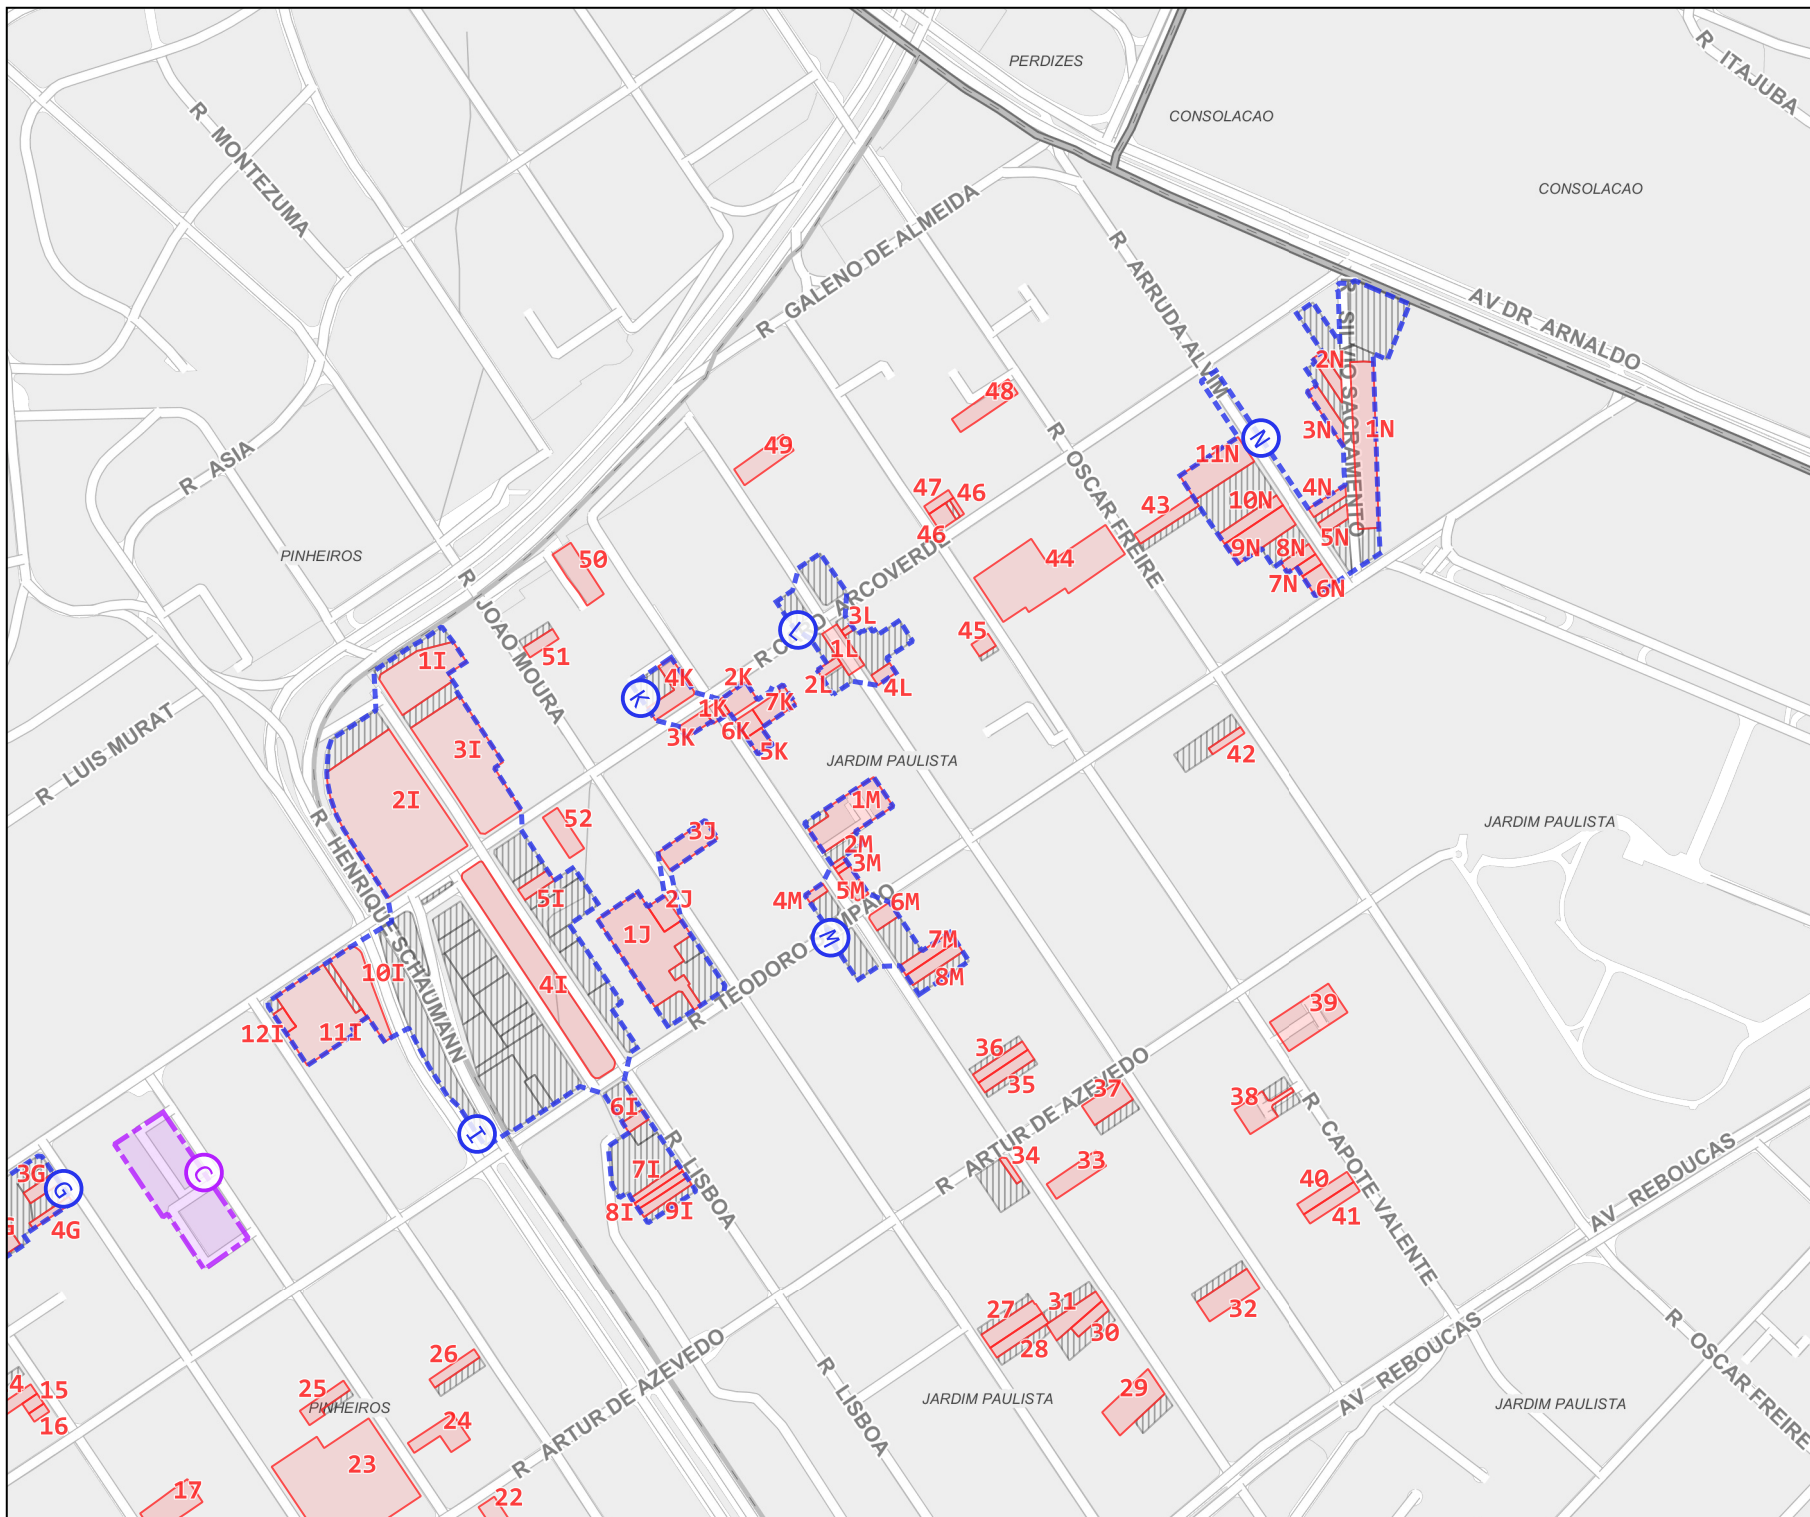 PERDIZES
R ITAJUBA
CONSOLACAO
R MONTEZUMA
CONSOLACAO
R GALENO DE ALMEIDA
R ARRUDA ALVIM
AV DR ARNALDO
R SILVIO SACRAMENTO
2N
48
3N
1N
49
R OSCAR FREIRE
N
11N
R ASIA
47
46
4N
10N
43
46
5N
PINHEIROS
50
44
9N
8N
7N
6N
R JOAO MOURA
3L
L
45
51
1L
1I
4K
2K
2L
4L
K
1K
7K
3K
6K
5K
3I
42
R LUIS MURAT
JARDIM PAULISTA
2I
1M
52
JARDIM PAULISTA
3J
2M
3M
R HENRIQUE SCHAUMANN
5I
5M
4M
2J
6M
1J
M
7M
10I
4I
8M
R TEODORO
12I
11I
39
36
35
6I
37
38
I
R LISBOA
R ARTUR DE AZEVEDO
R CAPOTE VALENTE
34
33
3G
G
C
7I
40
8I
9I
41
4G
AV REBOUCAS
27
31
32
28
30
26
R ARTUR DE AZEVEDO
R LISBOA
AV REBOUCAS
R OSCAR FREIRE
4
15
25
29
JARDIM PAULISTA
JARDIM PAULISTA
PINHEIROS
16
24
23
17
22